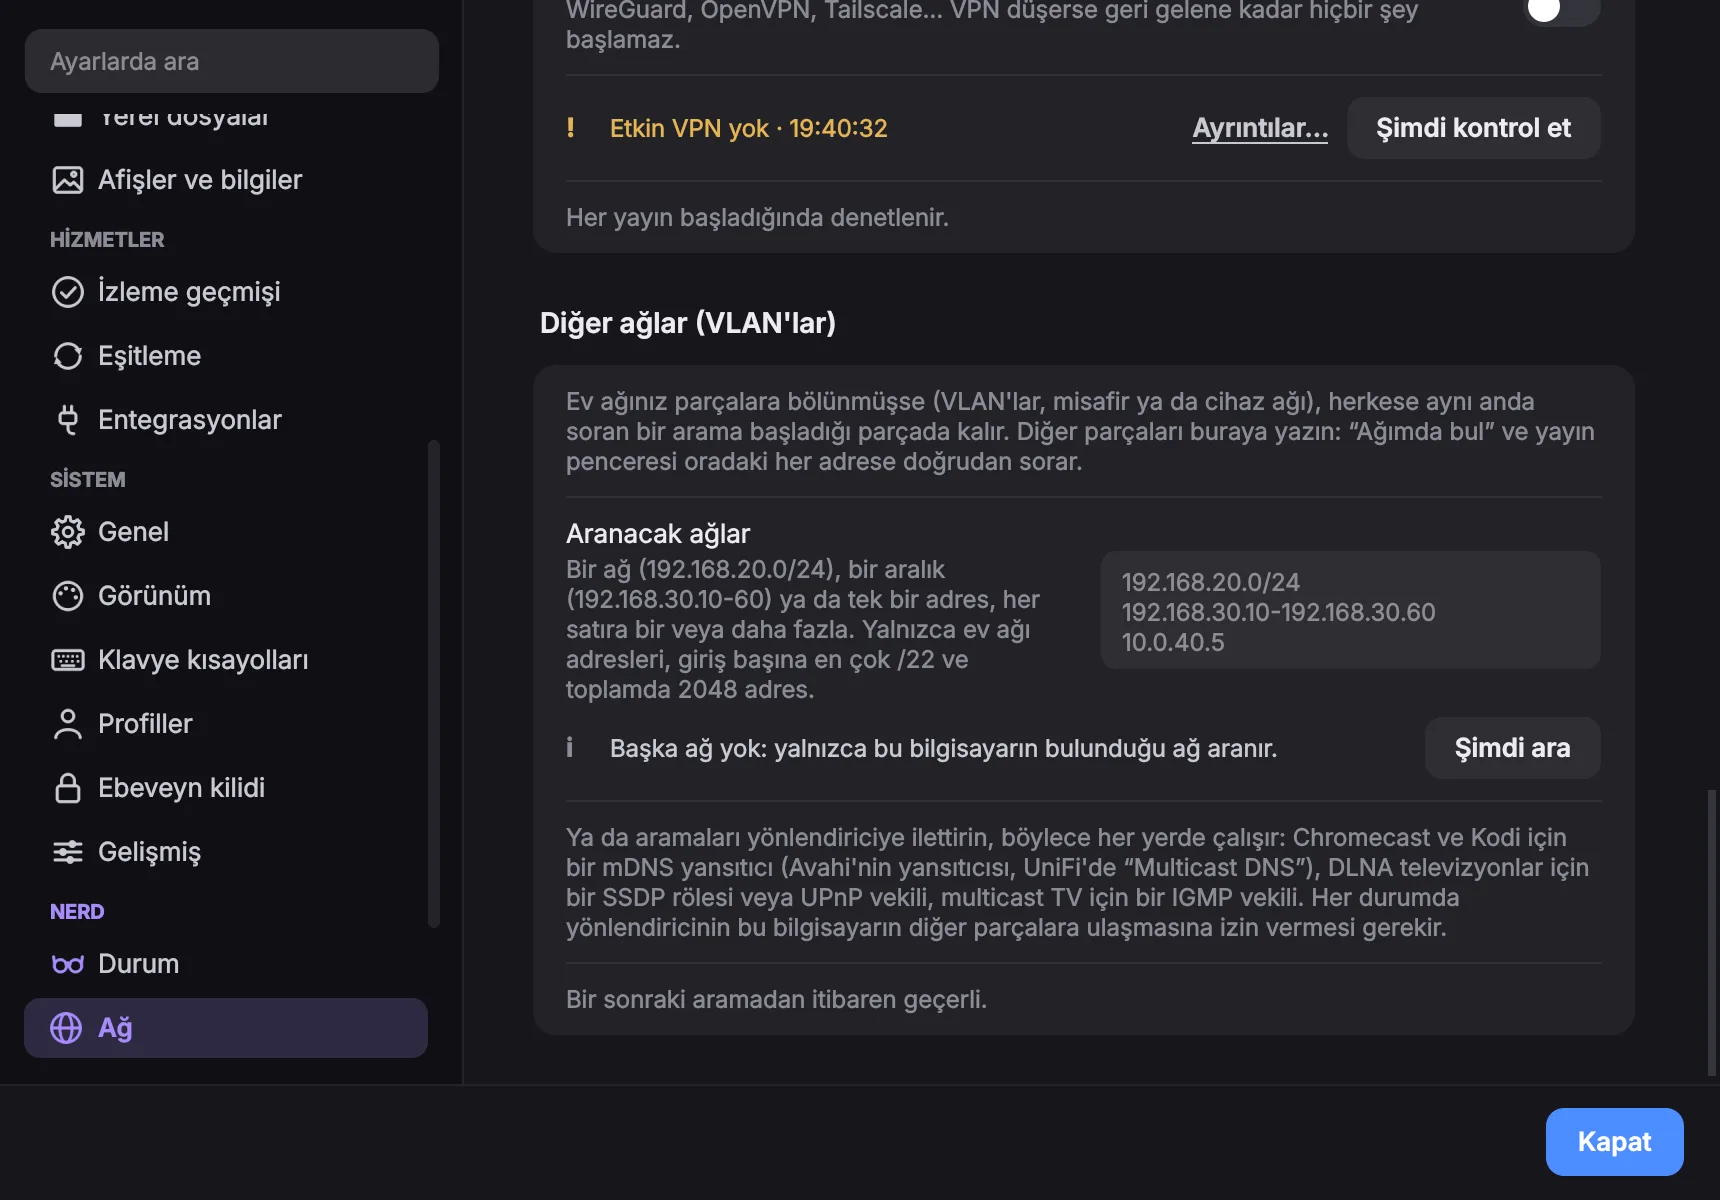 Ayarlarda ara
Yerel dosyalar
Afişler ve bilgiler
HİZMETLER
İzleme geçmişi
Eşitleme
Entegrasyonlar
SİSTEM
Genel
Görünüm
Klavye kısayolları
Profiller
Ebeveyn kilidi
Gelişmiş
NERD
Durum
Ağ
WireGuard, OpenVPN, Tailscale... VPN düşerse geri gelene kadar hiçbir şey
başlamaz.
! Etkin VPN yok · 19:40:32 Ayrıntılar... Şimdi kontrol et
Her yayın başladığında denetlenir.
Diğer ağlar (VLAN'lar)
Ev ağınız parçalara bölünmüşse (VLAN'lar, misafir ya da cihaz ağı), herkese aynı anda
soran bir arama başladığı parçada kalır. Diğer parçaları buraya yazın: “Ağımda bul” ve yayın
penceresi oradaki her adrese doğrudan sorar.
Aranacak ağlar
Bir ağ (192.168.20.0/24), bir aralık
(192.168.30.10-60) ya da tek bir adres, her
satıra bir veya daha fazla. Yalnızca ev ağı
adresleri, giriş başına en çok /22 ve
toplamda 2048 adres.
192.168.20.0/24
192.168.30.10-192.168.30.60
10.0.40.5
i Başka ağ yok: yalnızca bu bilgisayarın bulunduğu ağ aranır. Şimdi ara
Ya da aramaları yönlendiriciye ilettirin, böylece her yerde çalışır: Chromecast ve Kodi için
bir mDNS yansıtıcı (Avahi'nin yansıtıcısı, UniFi'de “Multicast DNS”), DLNA televizyonlar için
bir SSDP rölesi veya UPnP vekili, multicast TV için bir IGMP vekili. Her durumda
yönlendiricinin bu bilgisayarın diğer parçalara ulaşmasına izin vermesi gerekir.
Bir sonraki aramadan itibaren geçerli.
Kapat